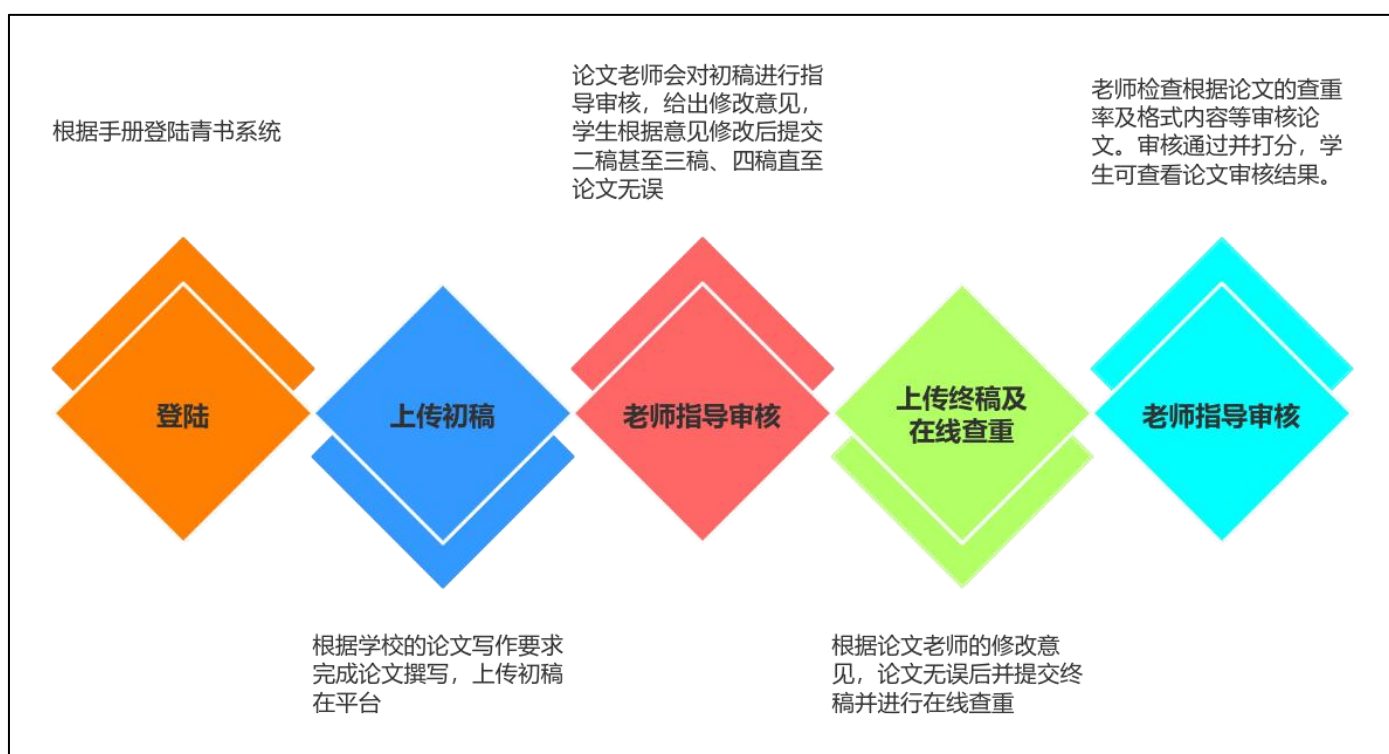 根据手册登陆青书系统
论文老师会对初稿进行指
导审核，给出修改意见，
学生根据意见修改后提交
二稿甚至三稿、四稿直至
论文无误
老师检查根据论文的查重
率及格式内容等审核论
文。审核通过并打分，学
生可查看论文审核结果。
登陆
上传初稿
老师指导审核
上传终稿及
在线查重
老师指导审核
根据学校的论文写作要求
完成论文撰写，上传初稿
在平台
根据论文老师的修改意
见，论文无误后并提交终
稿并进行在线查重